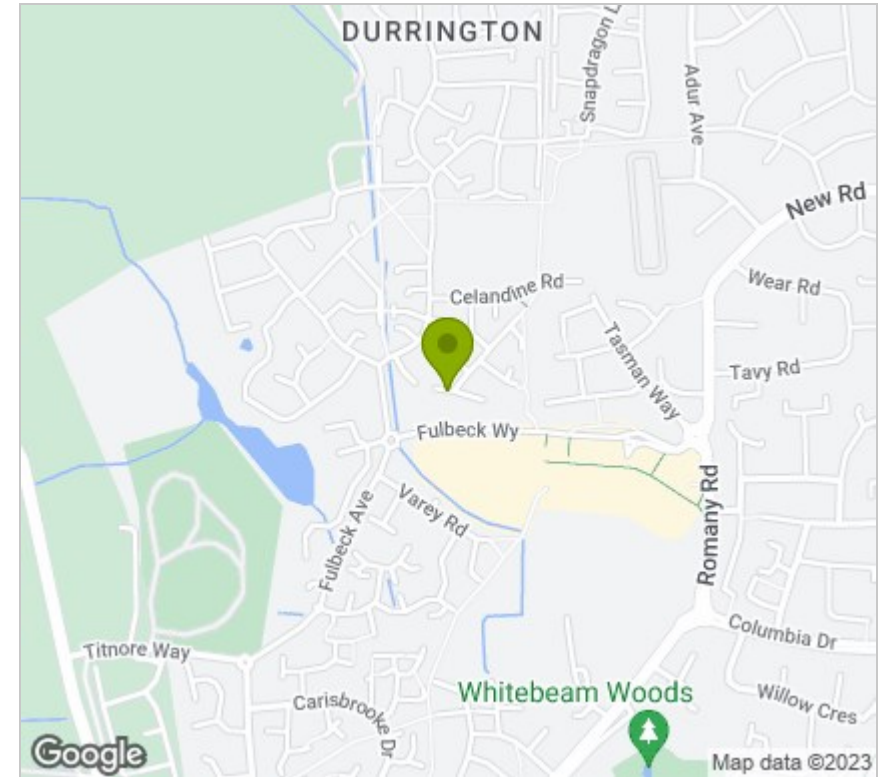 DURRINGTON
Snapdragon L
Adur Ave
New Rd
Celandine Rd
Wear Rd
Tasman Way
Tavy Rd
Fulbeck Wy
Varey Rd
Fulbeck Ave
Romany Rd
Titnore Way
Columbia Dr
Carisbrooke Dr
Whitebeam Woods
Willow Cres
Google
Map data ©2023